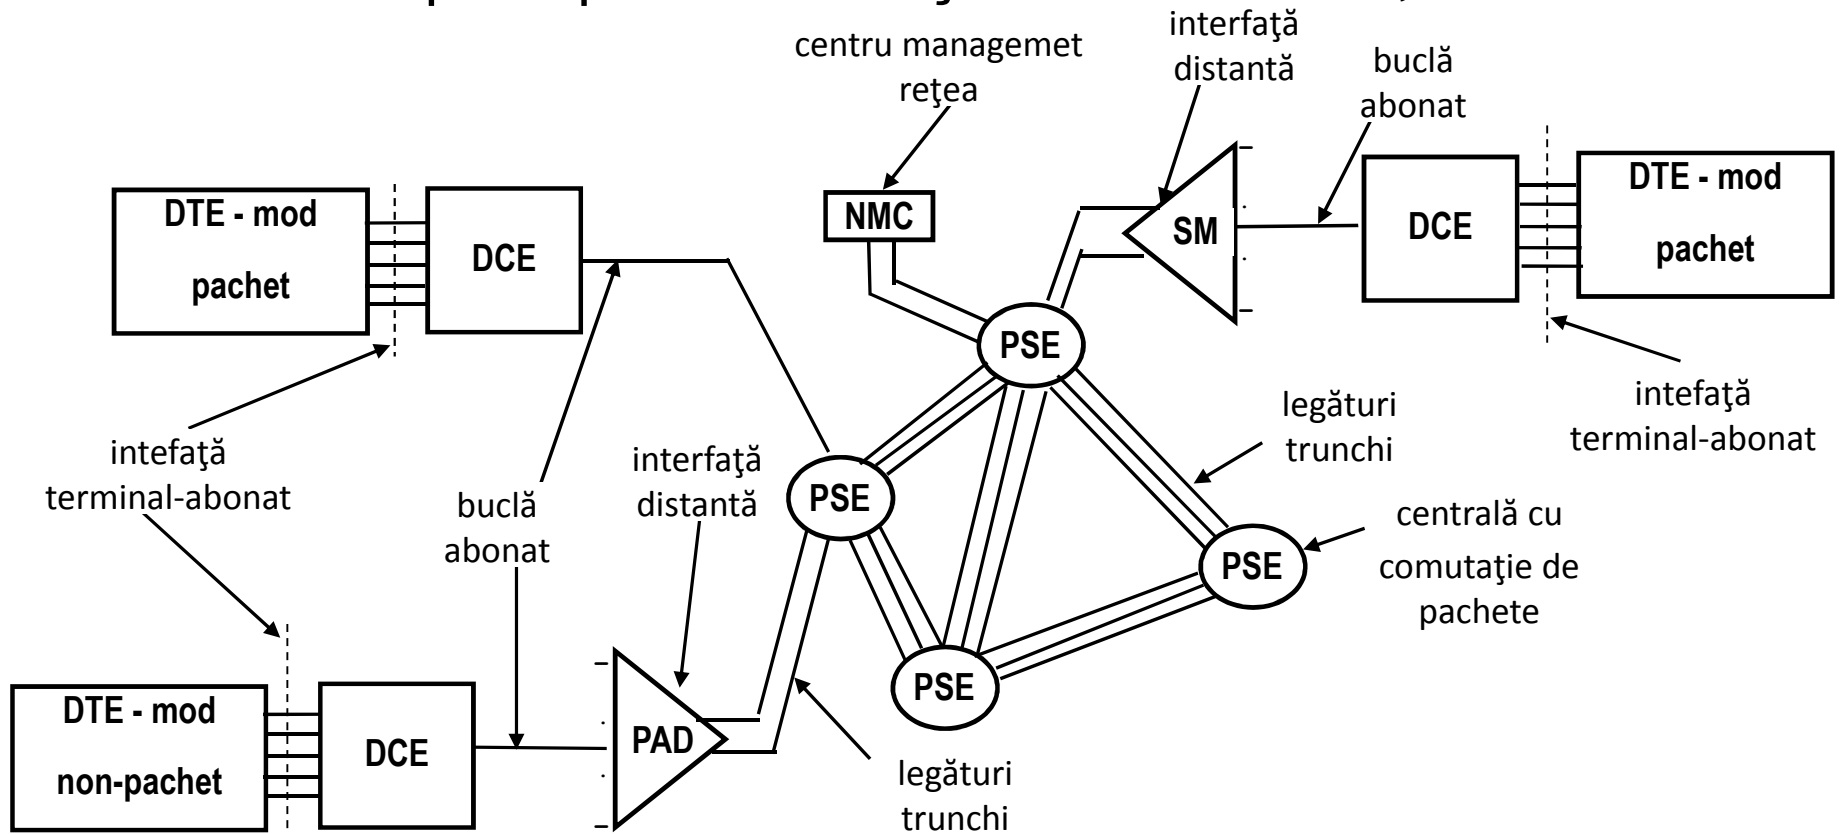 centru managemet
reţea
interfaţă
distantă
buclă
abonat
DTE - mod
pachet
DCE
NMC
SM
DCE
DTE - mod
pachet
PSE
intefaţă
terminal-abonat
legături
trunchi
intefaţă
terminal-abonat
buclă
abonat
interfaţă
distantă
PSE
centrală cu
comutaţie de
pachete
PSE
PSE
DTE - mod
non-pachet
DCE
PAD
legături
trunchi